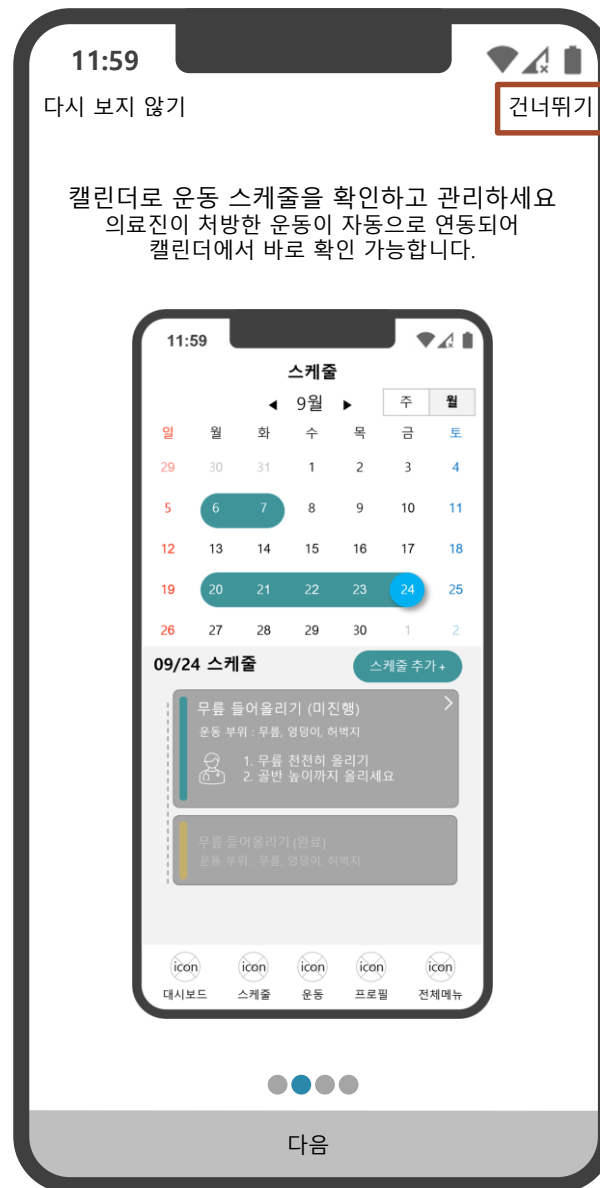 11:59
다시 보지 않기
건너뛰기
캘린더로 운동 스케줄을 확인하고 관리하세요
의료진이 처방한 운동이 자동으로 연동되어
캘린더에서 바로 확인 가능합니다.
11:59
스케줄
◀ 9월 ▶ 주 월
일 월 화 수 목 금 토
29 30 31 1 2 3 4
5 6 7 8 9 10 11
12 13 14 15 16 17 18
19 20 21 22 23 24 25
26 27 28 29 30 1 2
09/24 스케줄
스케줄 추가+
무릎 들어올리기 (미진행)
운동 부위 : 무릎, 엉덩이, 허벅지
1. 무릎 천천히 올리기
2. 골반 높이까지 올리세요
무릎 들어올리기 (완료)
운동 부위 : 무릎, 엉덩이, 허벅지
icon icon icon icon icon
대시보드 스케줄 운동 프로필 전체메뉴
다음